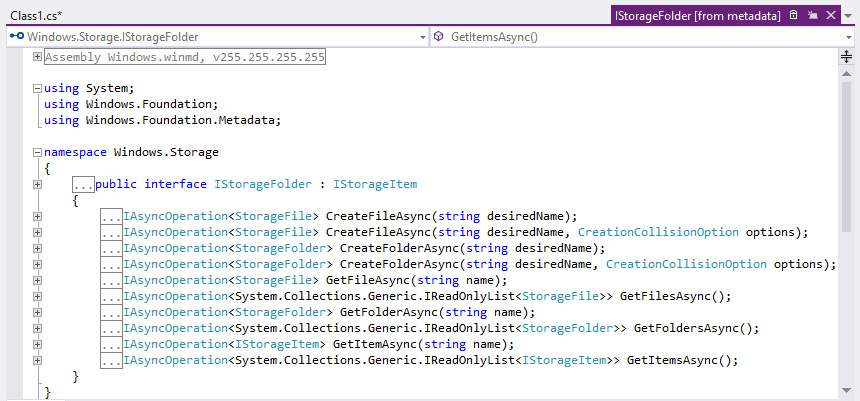 Class1.cs*
IStorageFolder [from metadata]
Windows.Storage.IStorageFolder
GetItemsAsync()
Assembly Windows.winmd, v255.255.255.255
using System;
using Windows.Foundation;
using Windows.Foundation.Metadata;
namespace Windows.Storage
{
...public interface IStorageFolder : IStorageItem
{
...IAsyncOperation<StorageFile> CreateFileAsync(string desiredName);
...IAsyncOperation<StorageFile> CreateFileAsync(string desiredName, CreationCollisionOption options);
...IAsyncOperation<StorageFolder> CreateFolderAsync(string desiredName);
...IAsyncOperation<StorageFolder> CreateFolderAsync(string desiredName, CreationCollisionOption options);
...IAsyncOperation<StorageFile> GetFileAsync(string name);
...IAsyncOperation<System.Collections.Generic.IReadOnlyList<StorageFile>> GetFilesAsync();
...IAsyncOperation<StorageFolder> GetFolderAsync(string name);
...IAsyncOperation<System.Collections.Generic.IReadOnlyList<StorageFolder>> GetFoldersAsync();
...IAsyncOperation<IStorageItem> GetItemAsync(string name);
...IAsyncOperation<System.Collections.Generic.IReadOnlyList<IStorageItem>> GetItemsAsync();
}
}